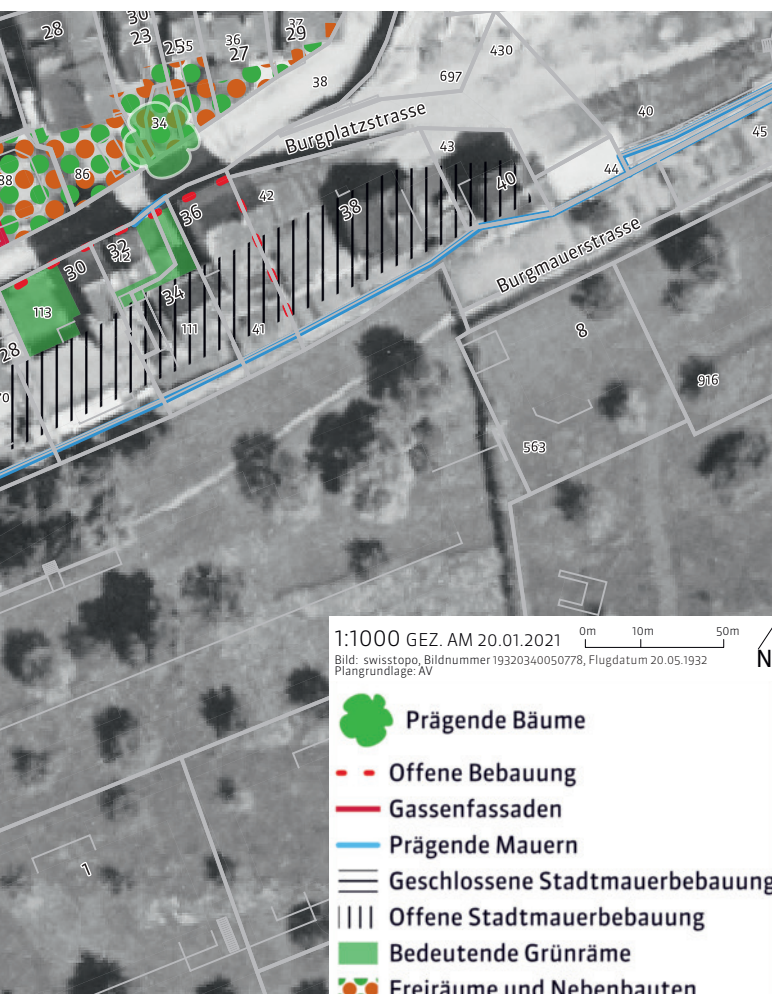 30
37
28
23
25
35
36
29
27
430
38
697
34
40
Burgplatzstrasse
45
43
44
88
86
42
40
38
36
32
Burgmauerstrasse
30
34
113
111
41
8
28
916
563
1:1000 GEZ. AM 20.01.2021
0m 10m 50m
Bild: swisstopo, Bildnummer 19320340050778, Flugdatum 20.05.1932
Plangrundlage: AV
N
Prägende Bäume
Offene Bebauung
Gassenfassaden
Prägende Mauern
1
Geschlossene Stadtmauerbebauung
Offene Stadtmauerbebauung
Bedeutende Grünräme
Freiräume und Nebenbauten